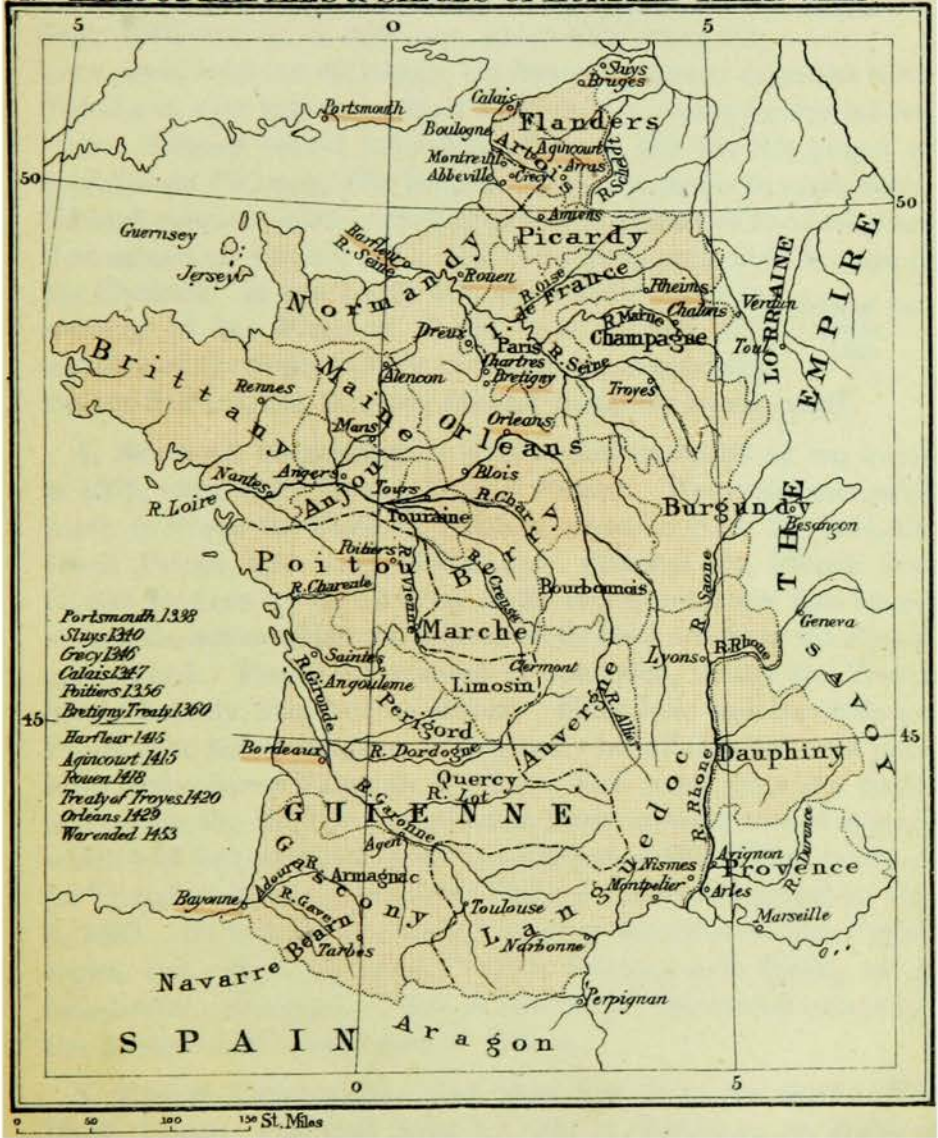 5 0 5
Portsmouth
Sluys
Bruges
Calais
Flanders
Boulogne
Artois
Agincourt
Montreuil
Crecy
Arras
Abbeville
R. Scheldt
50
50
Amiens
Picardy
Guernsey
Jersey
Harfleur
R. Seine
Rouen
Normandy
R. Oise
I. de France
Rheims
Chalons
Verdun
LORRAINE
THE EMPIRE
Dreux
Paris
R. Marne
Champagne
Toul
Chartres
R. Seine
Bretigny
Troyes
Brittany
Rennes
Maine
Alencon
Mans
Orleans
Orleans
Nantes
Angers
Anjou
Blois
Tours
R. Loire
Touraine
R. Cher
Berry
Burgundy
Besançon
Poitou
Poitiers
R. Vienne
R. Creuse
Bourbonnois
R. Saone
R. Charente
Marche
Geneva
SAVOY
Portsmouth 1338
Sluys 1340
Crecy 1346
Calais 1347
Poitiers 1356
Bretigny Treaty 1360
Harfleur 1415
Agincourt 1415
Rouen 1418
Treaty of Troyes 1420
Orleans 1429
War ended 1453
Saintes
Angouleme
Clermont
Limosin
Lyons
R. Rhone
R. Gironde
Perigord
Auvergne
R. Allier
45
45
Bordeaux
R. Dordogne
Dauphiny
Quercy
R. Lot
R. Rhone
GUIENNE
R. Garonne
Agen
Languedoc
R. Durance
Avignon
Nismes
Provence
Gascony
Armagnac
Montpelier
Arles
Adour R.
Bayonne
R. Gave
Toulouse
Marseille
Bearn
Tarbes
Narbonne
Navarre
Perpignan
SPAIN
Aragon
0 5
0 50 100 150 St. Miles